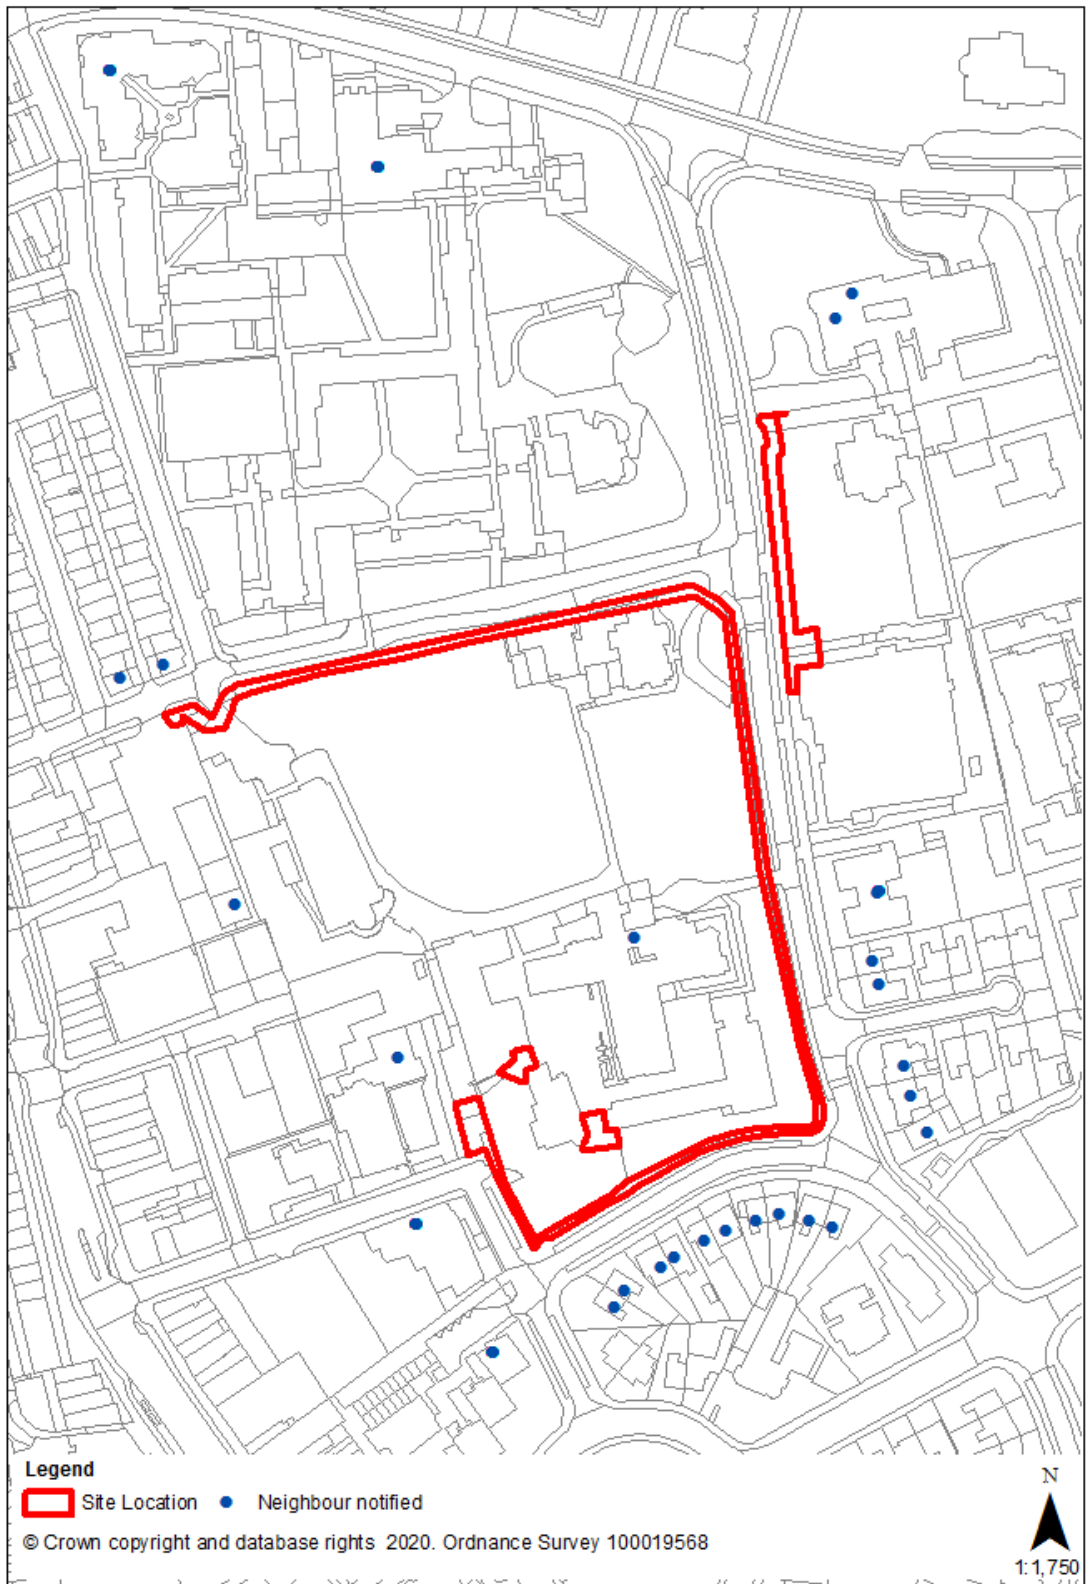 Legend
Site Location
Neighbour notified
© Crown copyright and database rights 2020. Ordnance Survey 100019568
N
1:1,750